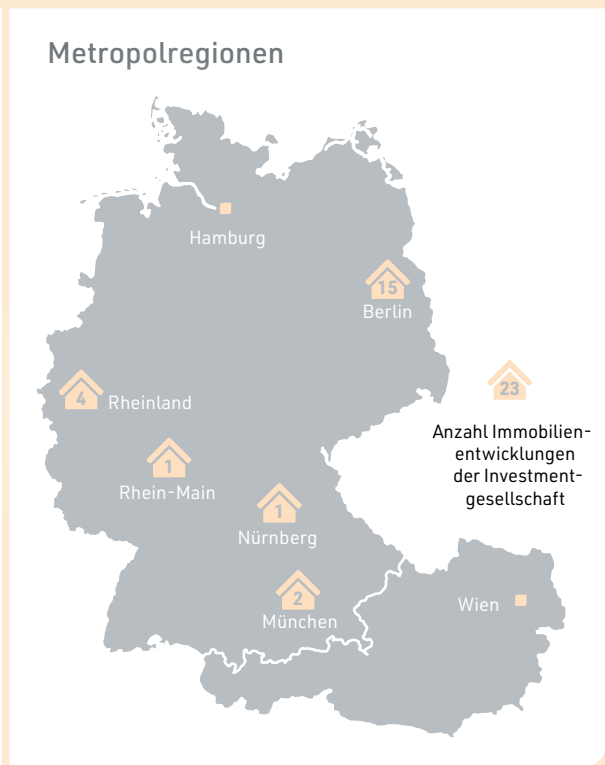 Metropolregionen
Hamburg
15
Berlin
4
Rheinland
23
Anzahl Immobilien-
entwicklungen
der Investment-
gesellschaft
1
Rhein-Main
1
Nürnberg
2
München
Wien